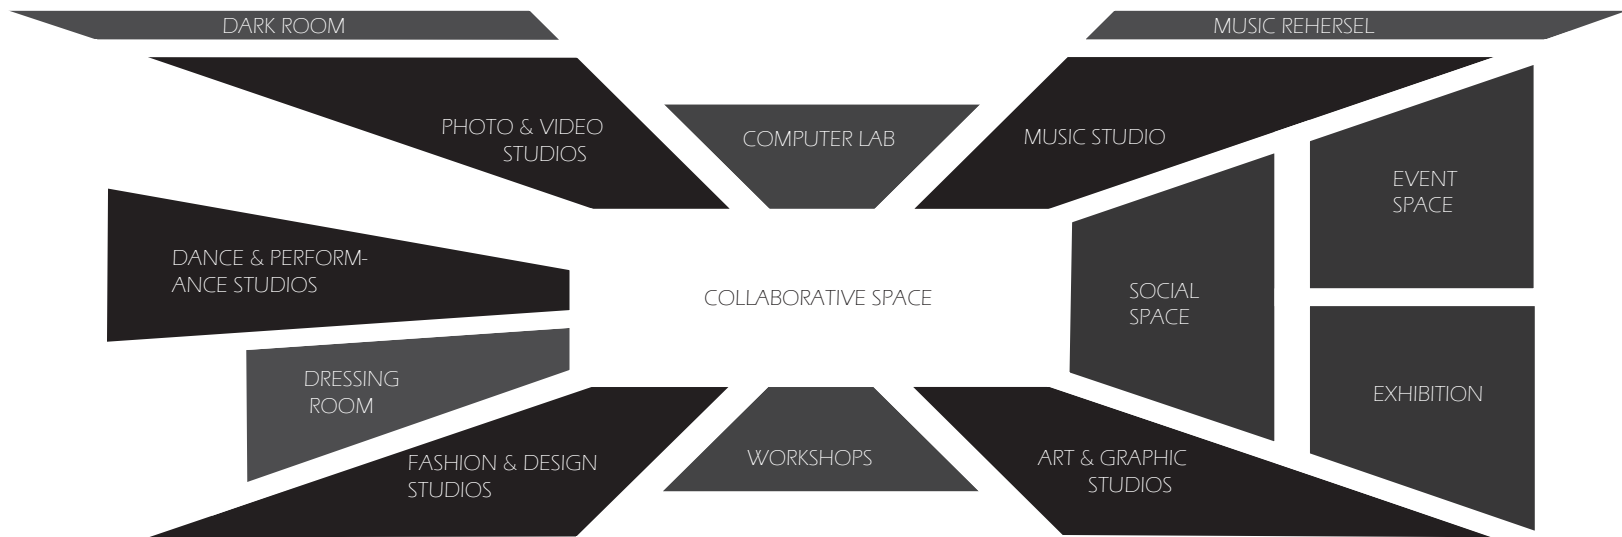 DARK ROOM
MUSIC REHERSEL
PHOTO & VIDEO
STUDIOS
COMPUTER LAB
MUSIC STUDIO
EVENT
SPACE
DANCE & PERFORM-
ANCE STUDIOS
COLLABORATIVE SPACE
SOCIAL
SPACE
DRESSING
ROOM
EXHIBITION
FASHION & DESIGN
STUDIOS
WORKSHOPS
ART & GRAPHIC
STUDIOS